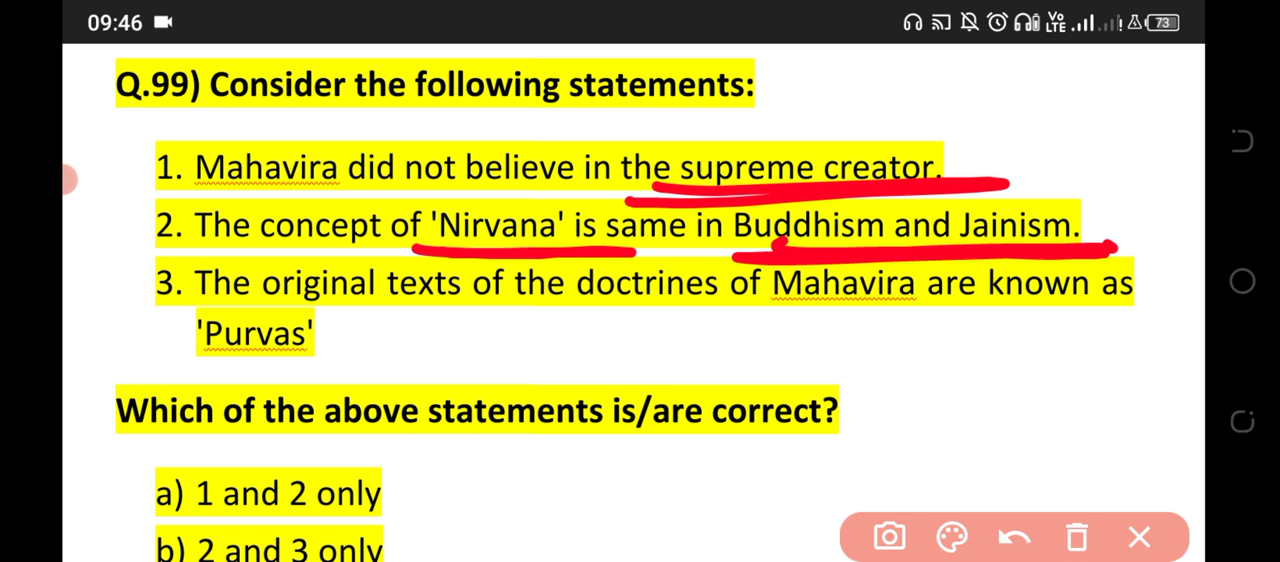 09:46
Vo
LTE
73
Q.99) Consider the following statements:
1. Mahavira did not believe in the supreme creator.
2. The concept of 'Nirvana' is same in Buddhism and Jainism.
3. The original texts of the doctrines of Mahavira are known as
'Purvas'
Which of the above statements is/are correct?
a) 1 and 2 only
b) 2 and 3 only